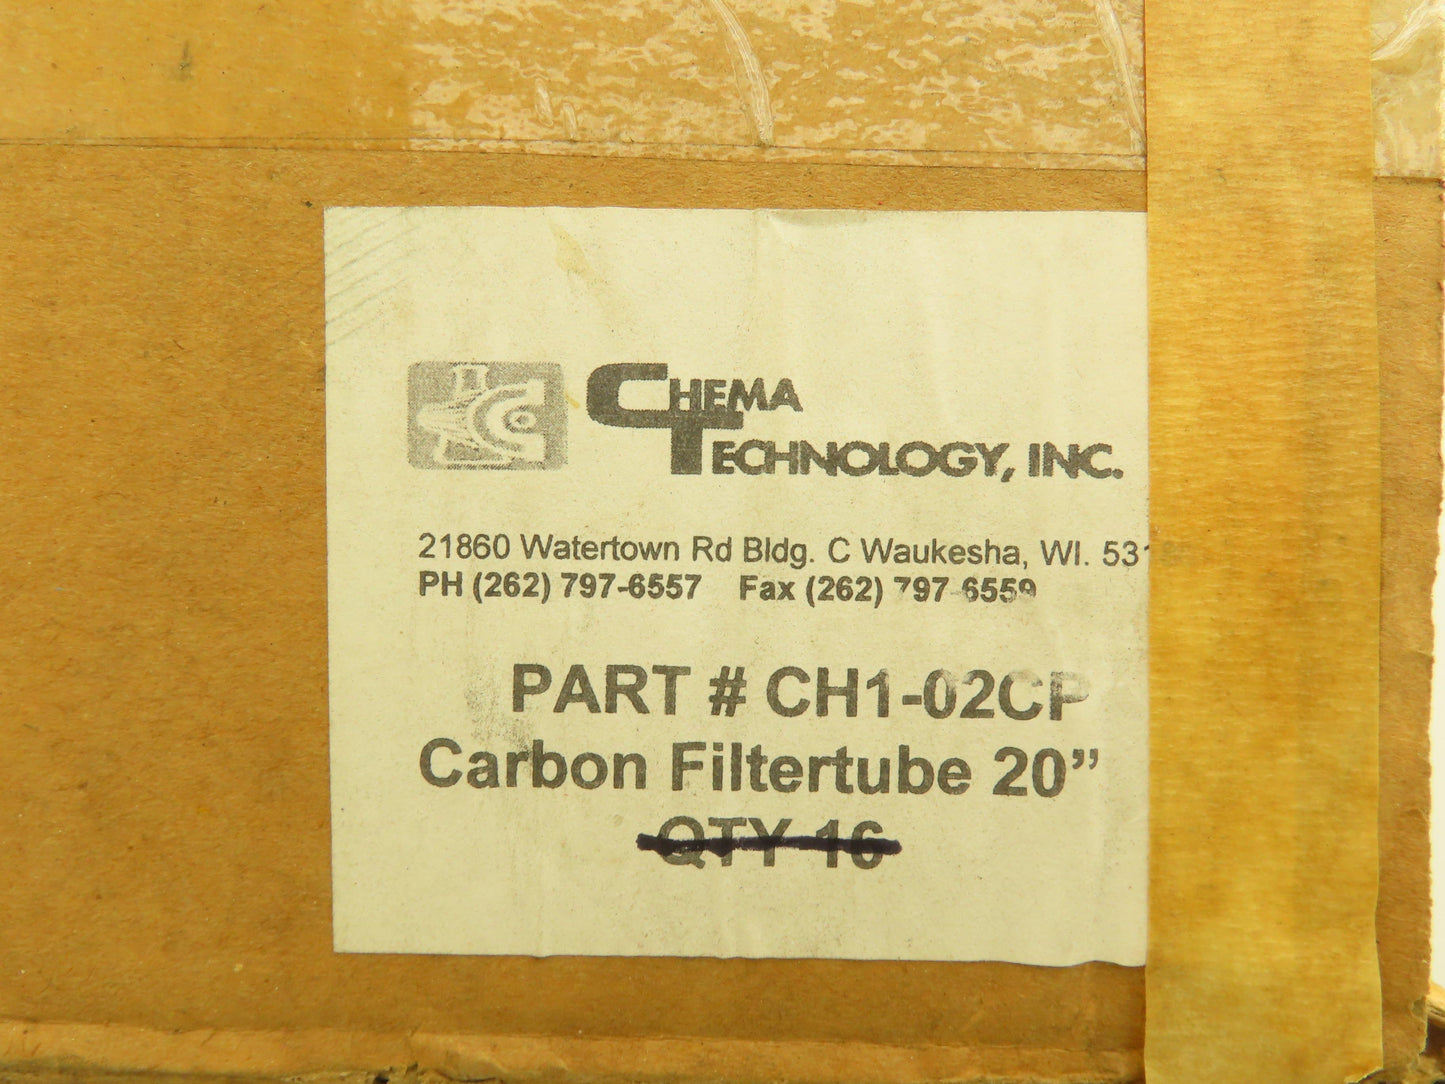 CHEMA
TECHNOLOGY, INC.
21860 Watertown Rd Bldg. C Waukesha, WI.
PH (262) 797-6557 Fax (262) 797-6559
PART # CH1-02CP
Carbon Filtertube 20”
QTY 16